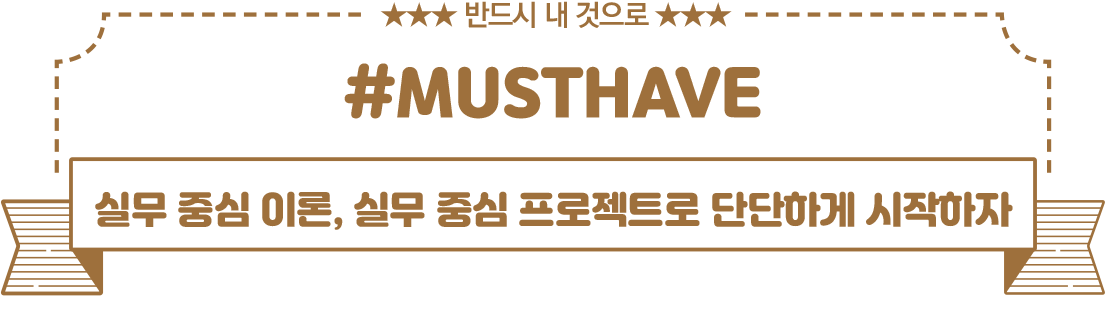 ★★★ 반드시 내 것으로 ★★★
#MUSTHAVE
실무 중심 이론, 실무 중심 프로젝트로 단단하게 시작하자